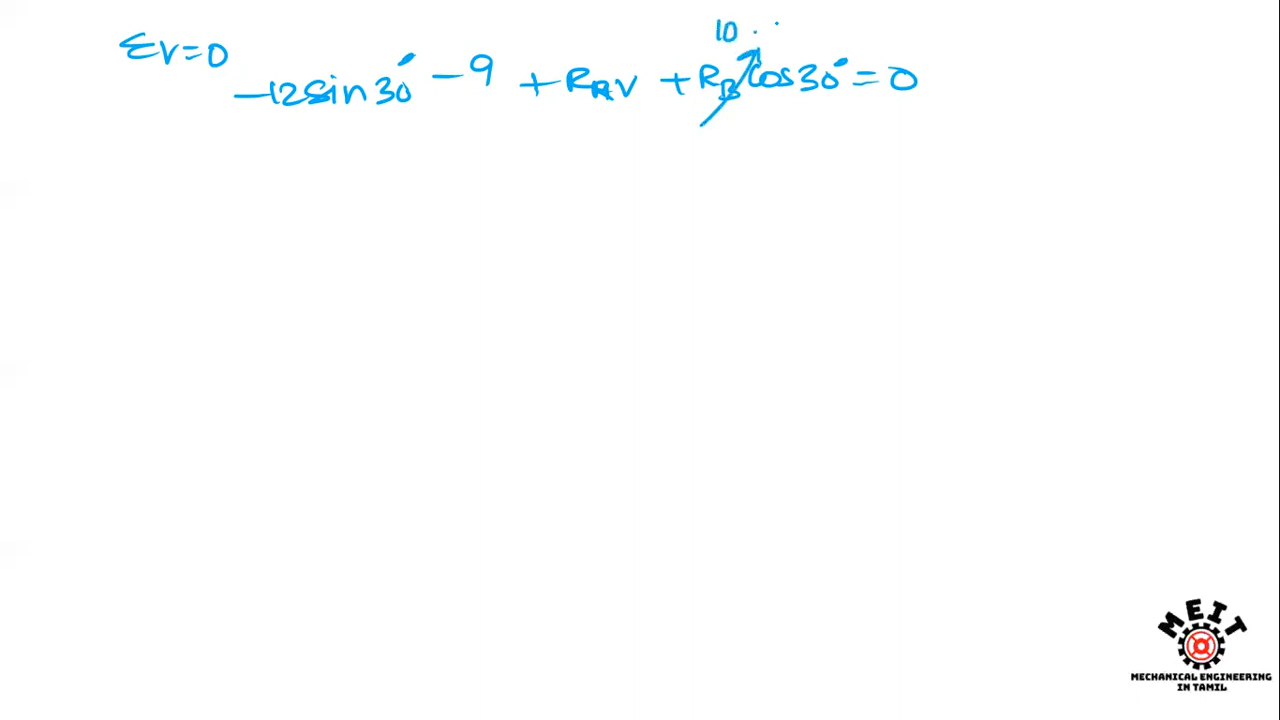 10 . .
ΣV=0
-12sin30° - 9 + RAV + RB cos30° = 0
MEIT
MECHANICAL ENGINEERING
IN TAMIL